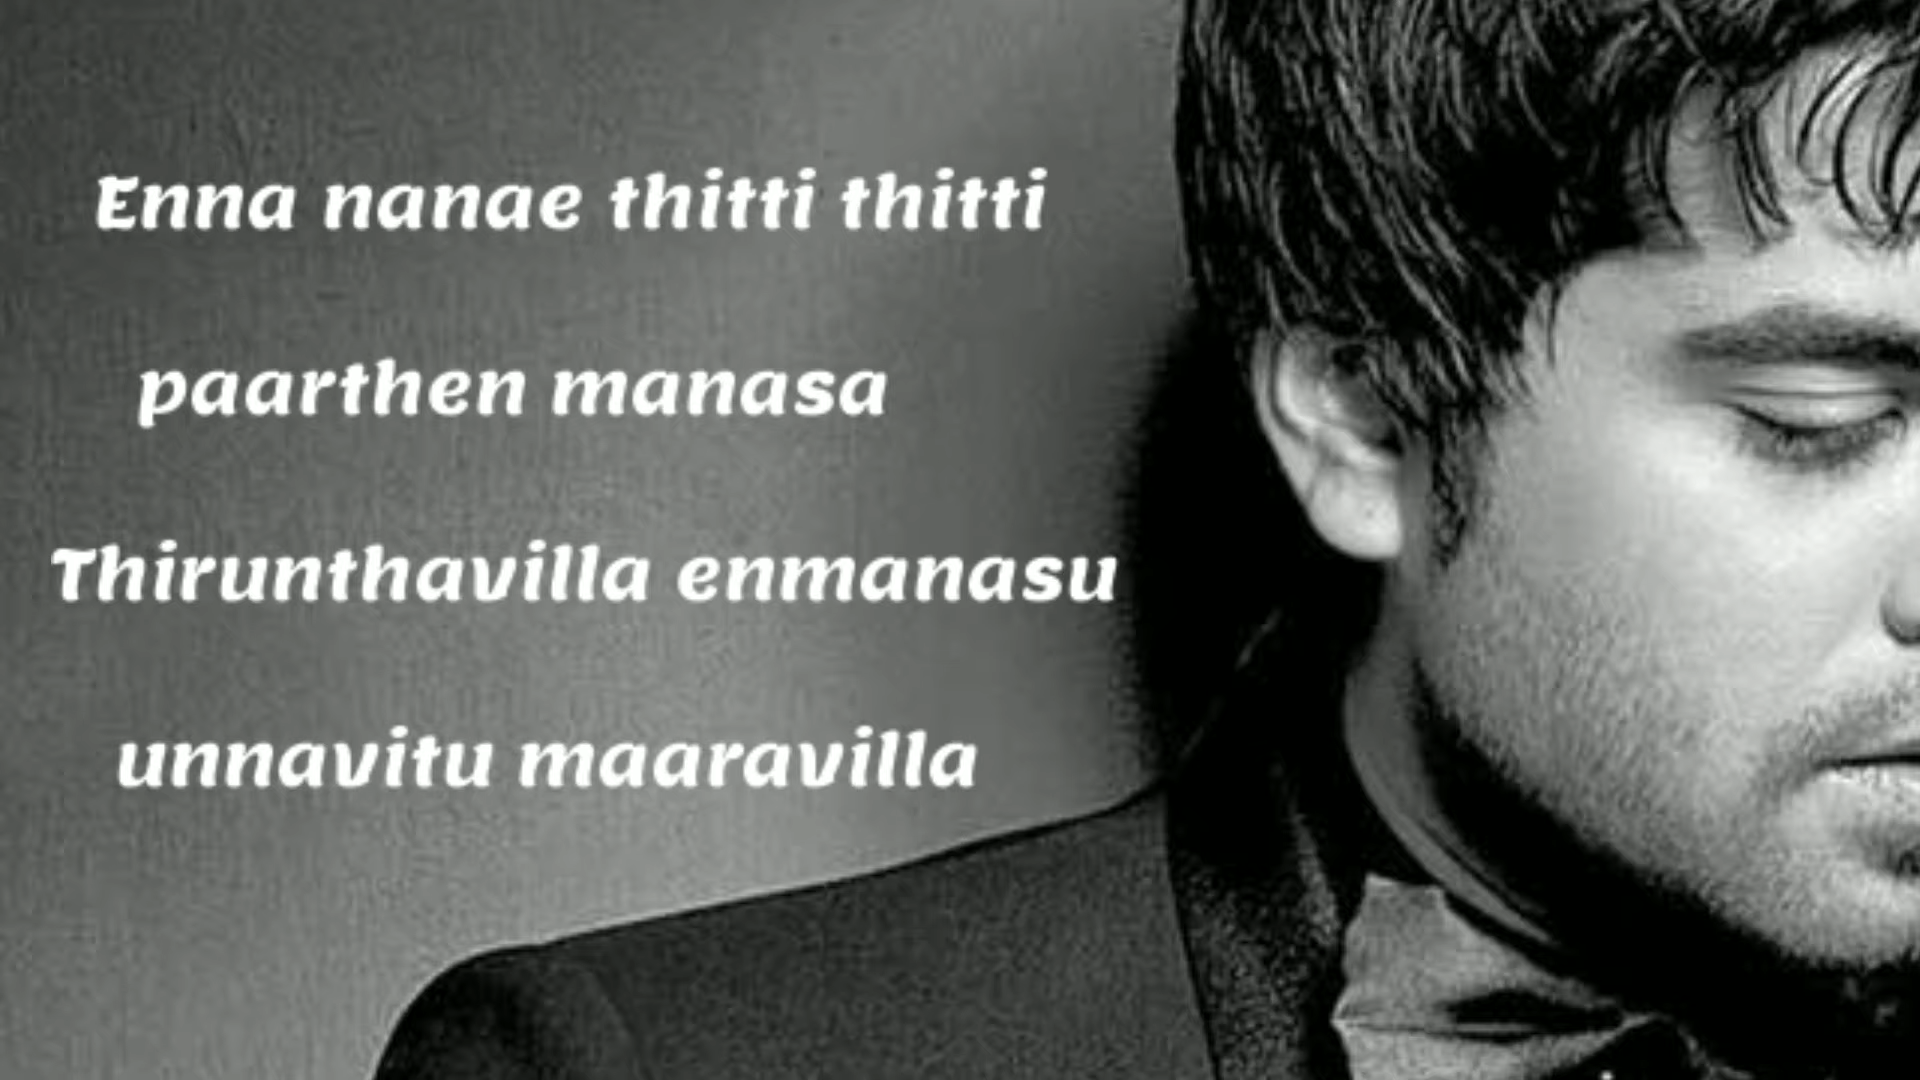 Enna nanae thitti thitti
paarthen manasa
Thirunthavilla enmanasu
unnavitu maaravilla